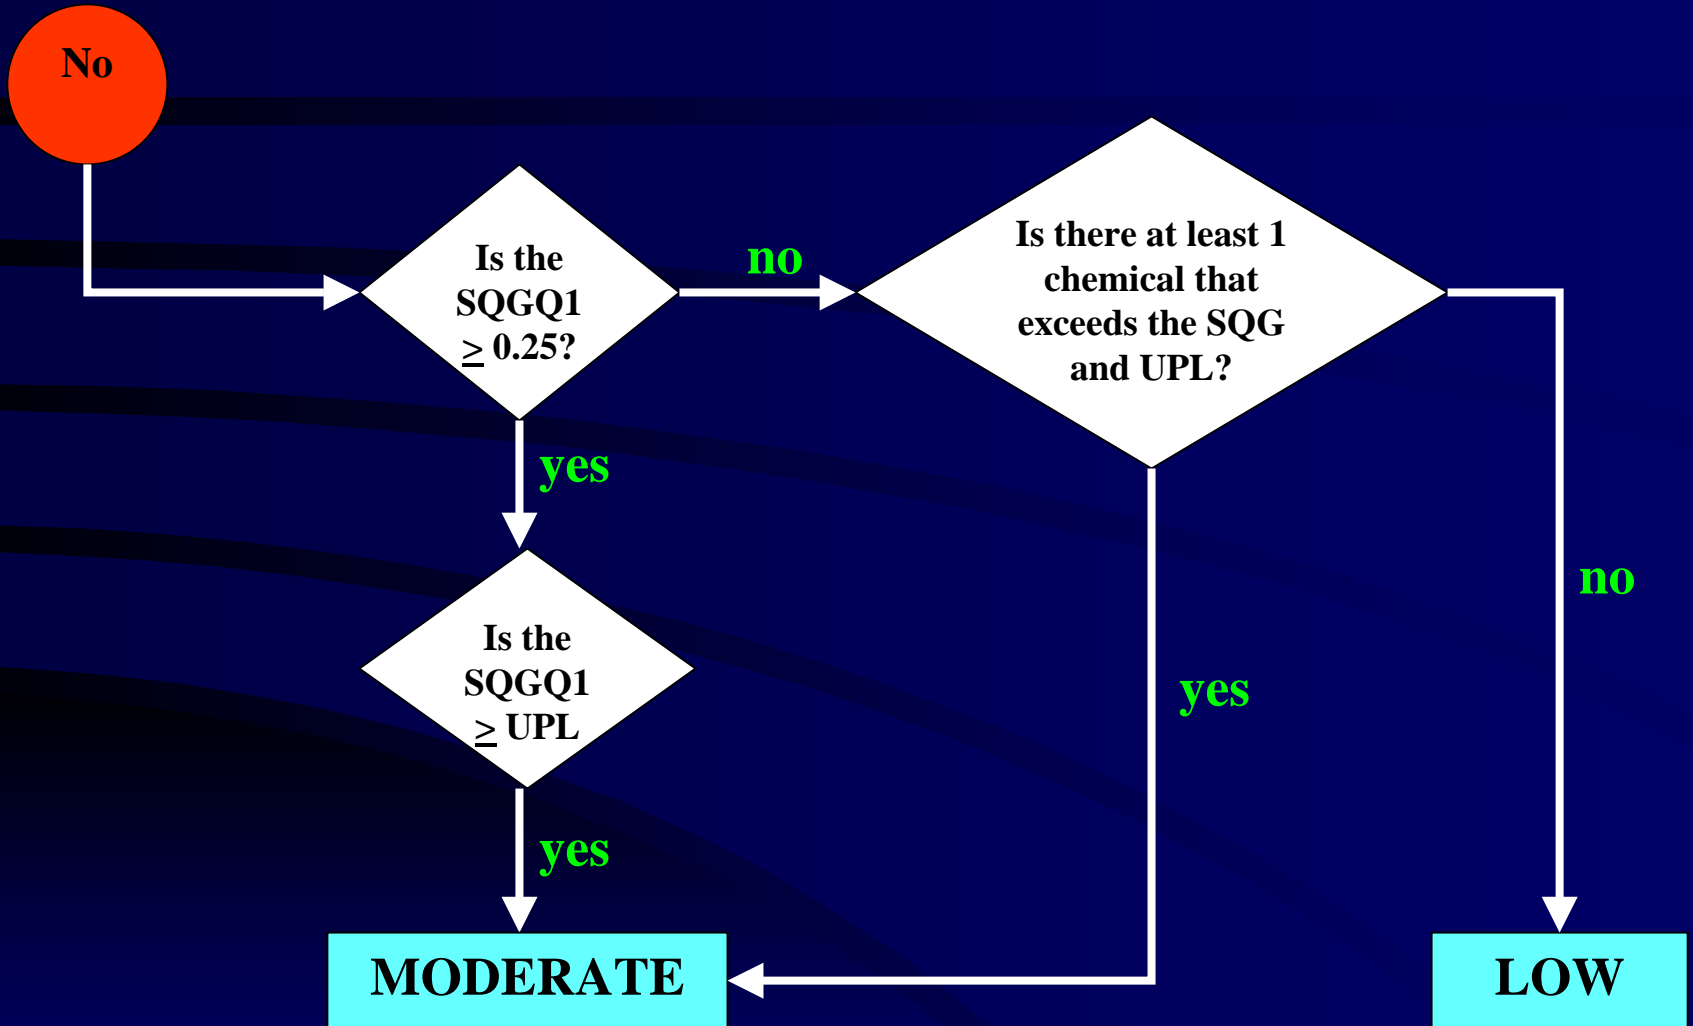 No
Is the
SQGQ1
≥ 0.25?
no
Is there at least 1
chemical that
exceeds the SQG
and UPL?
yes
no
Is the
SQGQ1
≥ UPL
yes
yes
MODERATE
LOW